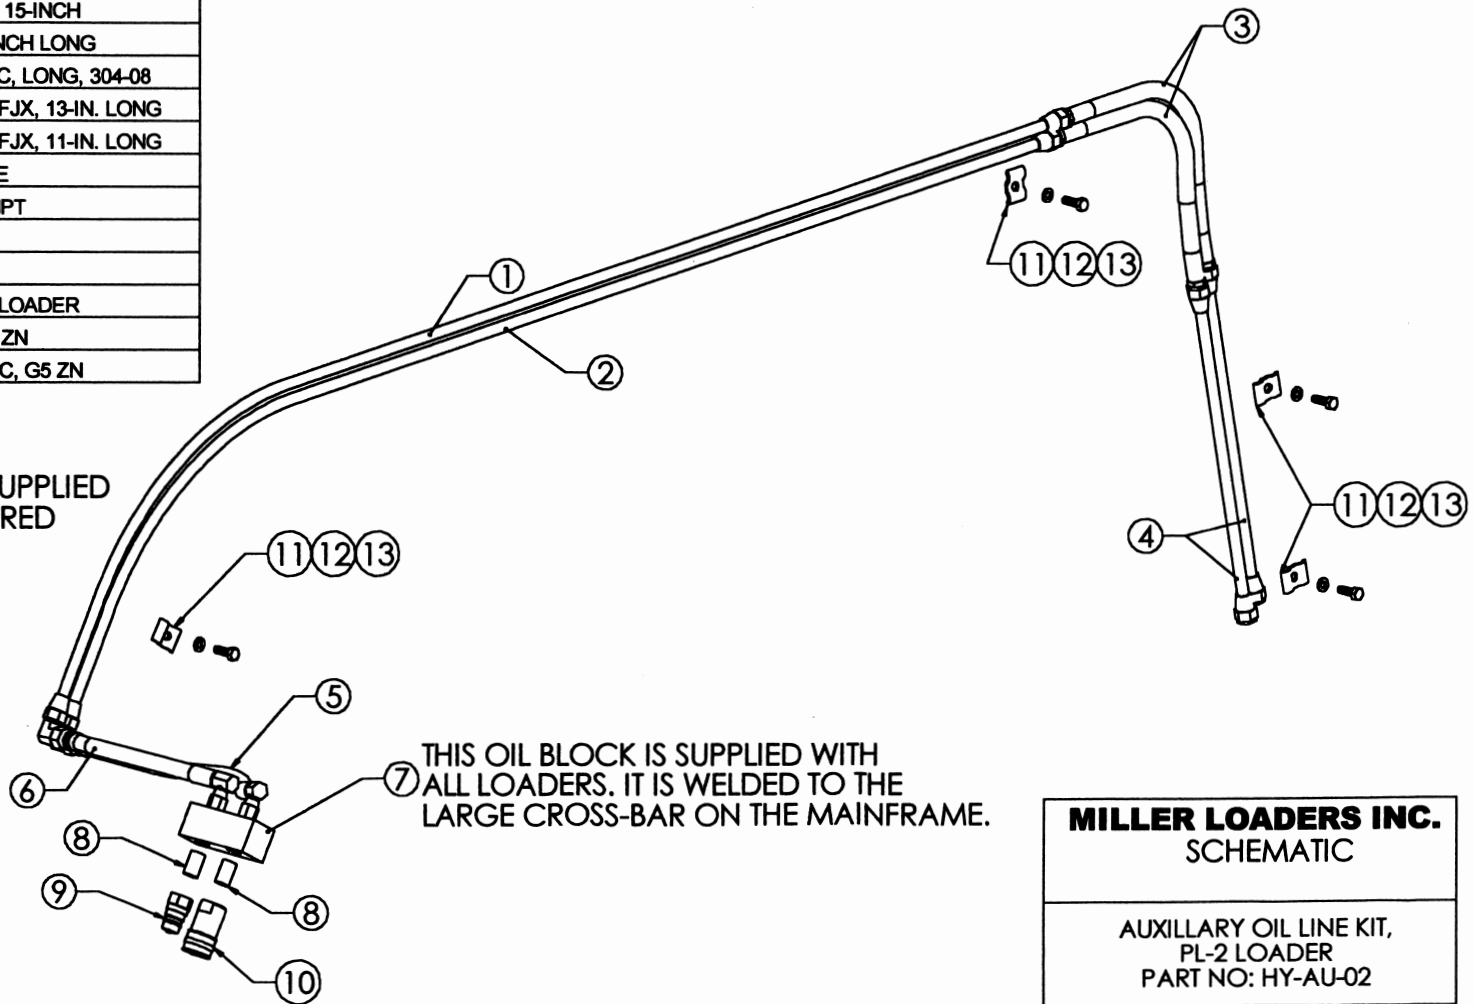 15-INCH
NCH LONG
C, LONG, 304-08
FJX, 13-IN. LONG
FJX, 11-IN. LONG
E
PT
LOADER
ZN
C, G5 ZN
UPPLIED
RED
3
11 12 13
1
2
11 12 13
4
11 12 13
5
6
7
THIS OIL BLOCK IS SUPPLIED WITH
ALL LOADERS. IT IS WELDED TO THE
LARGE CROSS-BAR ON THE MAINFRAME.
8
9
8
10
MILLER LOADERS INC.
SCHEMATIC
AUXILLARY OIL LINE KIT,
PL-2 LOADER
PART NO: HY-AU-02